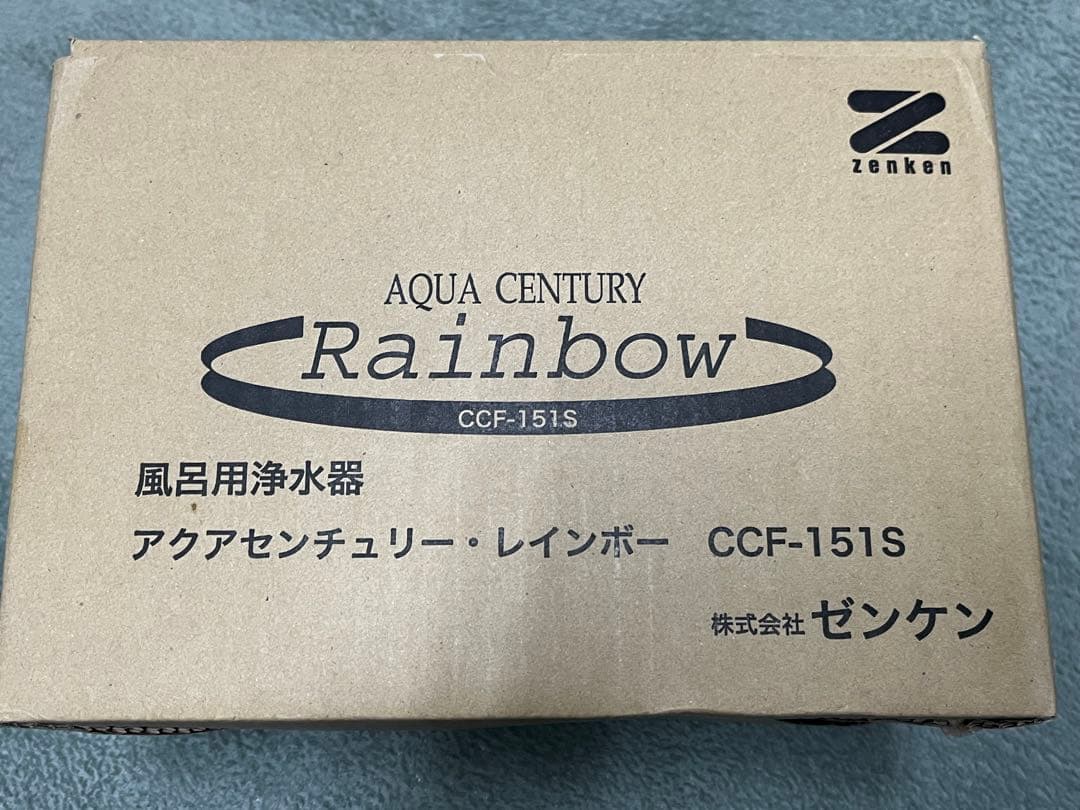 zenken
AQUA CENTURY
Rainbow
CCF-151S
風呂用浄水器
アクアセンチュリー・レインボー CCF-151S
株式会社 ゼンケン